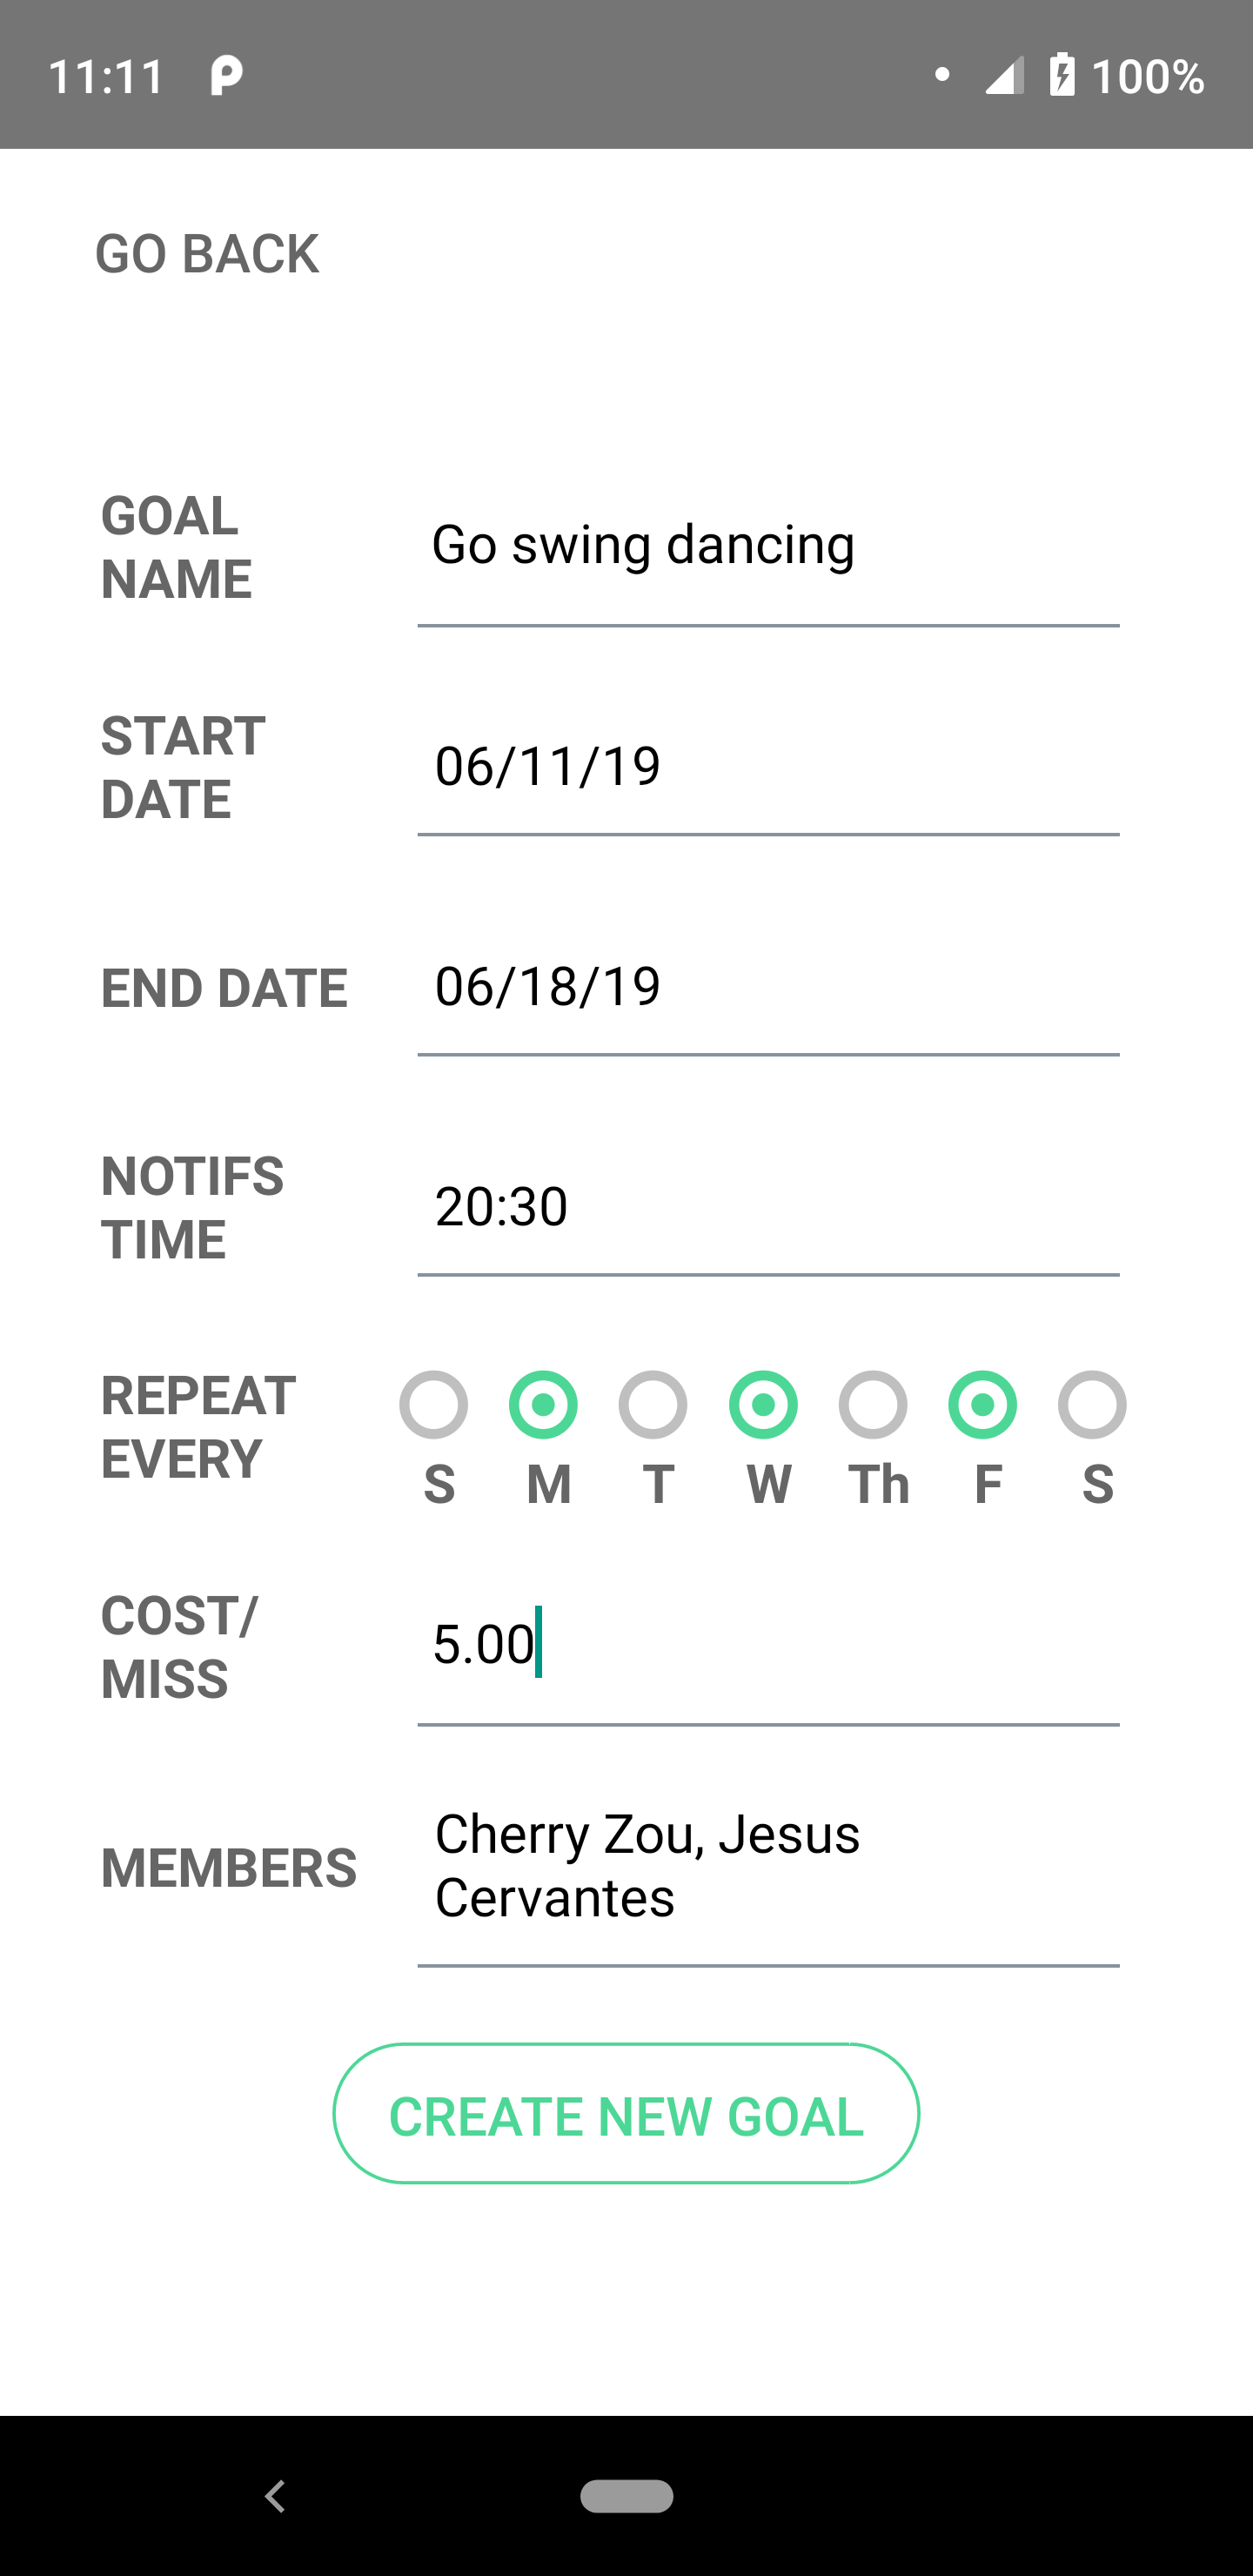 11:11 100%
GO BACK
GOAL
NAME
Go swing dancing
START
DATE
06/11/19
END DATE
06/18/19
NOTIFS
TIME
20:30
REPEAT
EVERY
S M T W Th F S
COST/
MISS
5.00
MEMBERS
Cherry Zou, Jesus
Cervantes
CREATE NEW GOAL